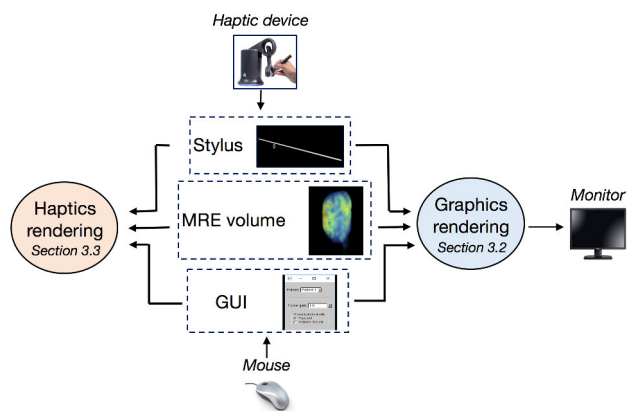 Haptic device
Stylus
MRE volume
GUI
Haptics
rendering
Section 3.3
Graphics
rendering
Section 3.2
Monitor
Mouse